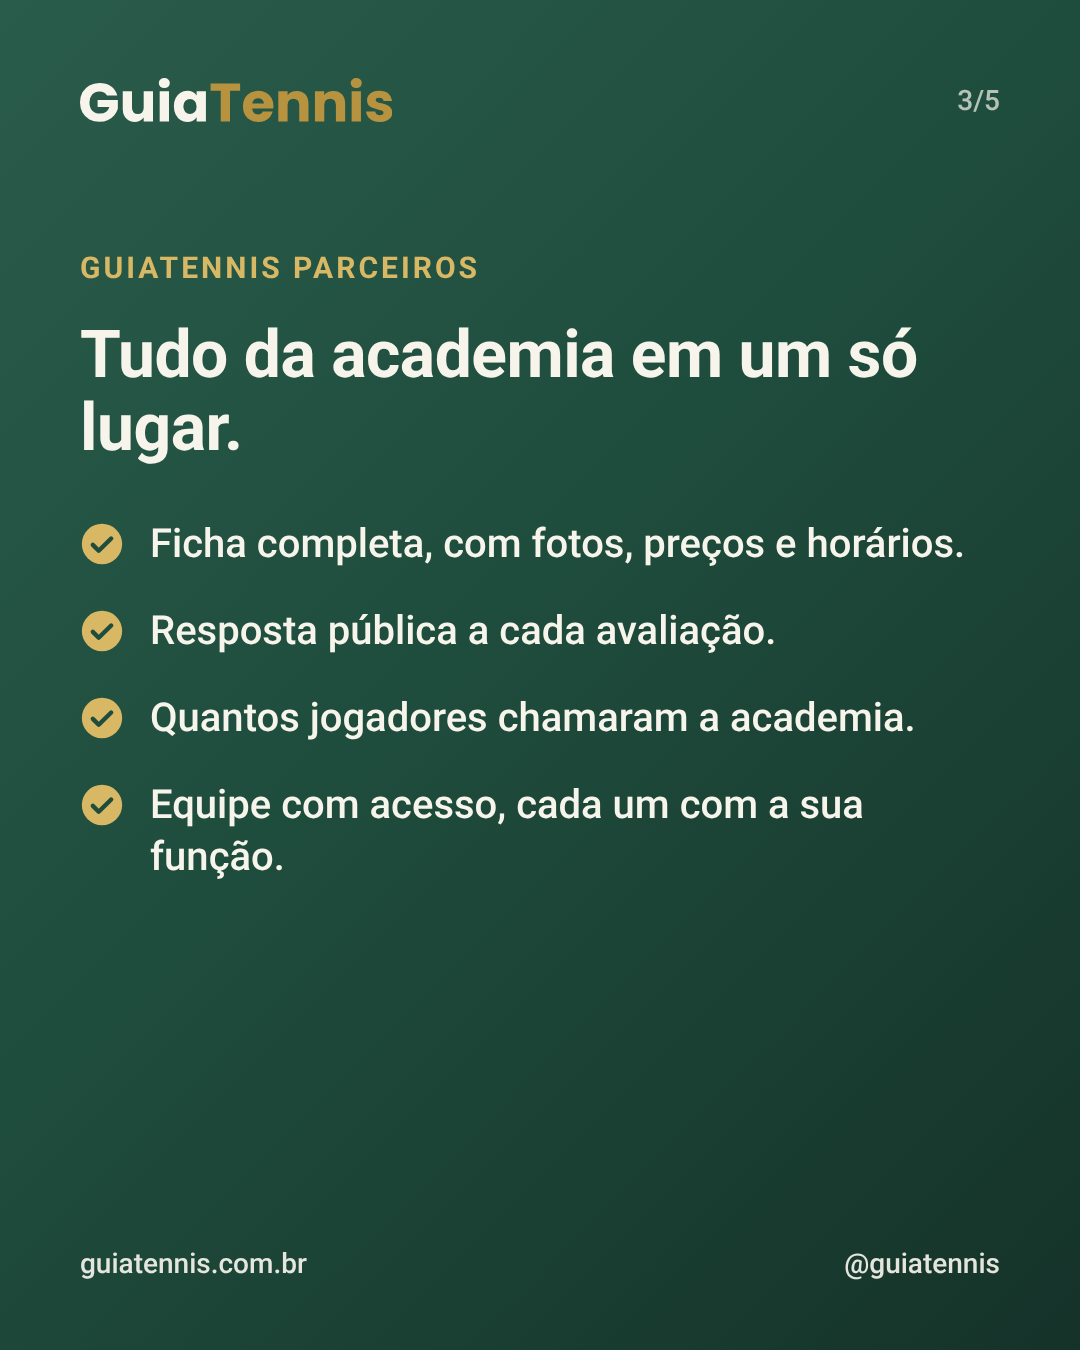 GuiaTennis
3/5
GUIATENNIS PARCEIROS
Tudo da academia em um só
lugar.
Ficha completa, com fotos, preços e horários.
Resposta pública a cada avaliação.
Quantos jogadores chamaram a academia.
Equipe com acesso, cada um com a sua
função.
guiatennis.com.br
@guiatennis